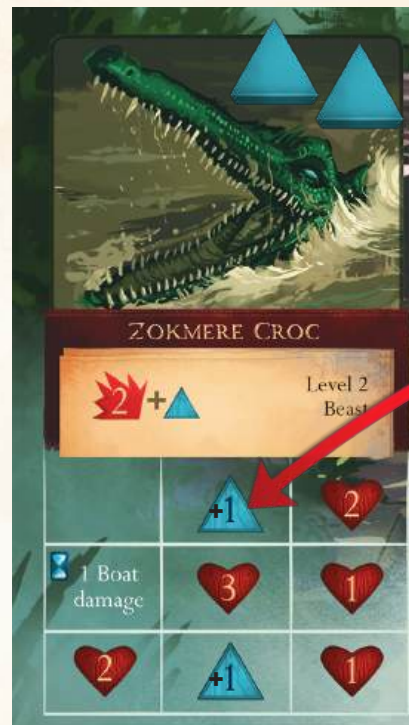 ZOKMERE CROC
2 + Level 2
Beast
+1 2
1 Boat 3 1
damage
2 +1 1